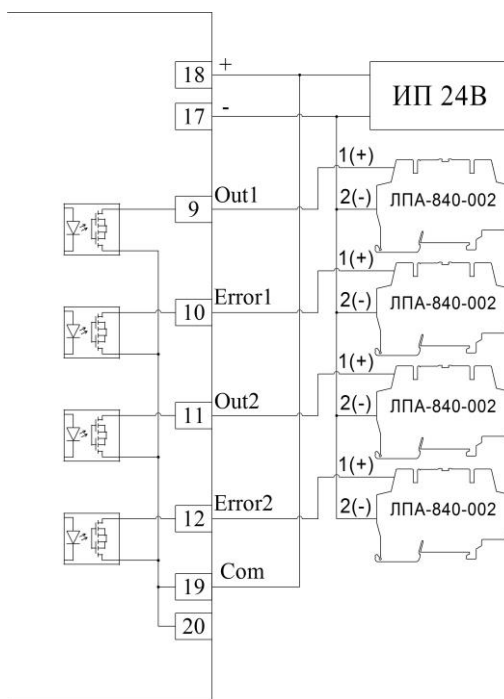 18 +
ИП 24В
17 -
1(+)
9 Out1
2(-) ЛПА-840-002
1(+)
10 Error1
2(-) ЛПА-840-002
1(+)
11 Out2
2(-) ЛПА-840-002
1(+)
12 Error2
2(-) ЛПА-840-002
19 Com
20